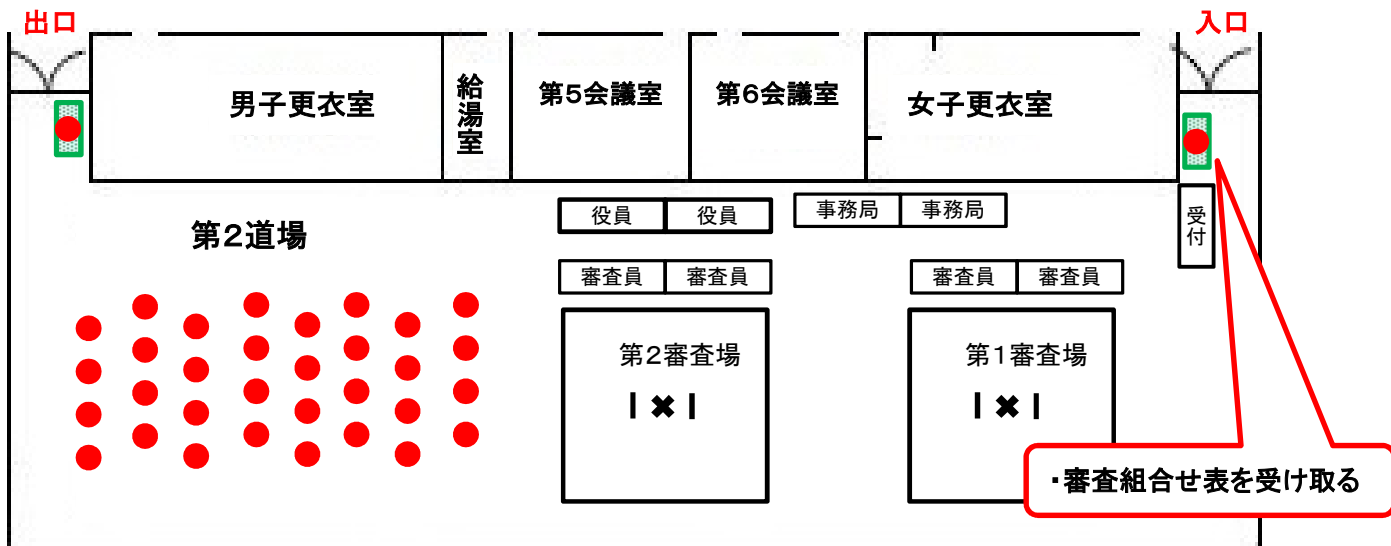 出口
入口
男子更衣室
給湯室
第5会議室
第6会議室
女子更衣室
役員
役員
事務局
事務局
受付
第2道場
審査員
審査員
審査員
審査員
第2審査場
第1審査場
・審査組合せ表を受け取る